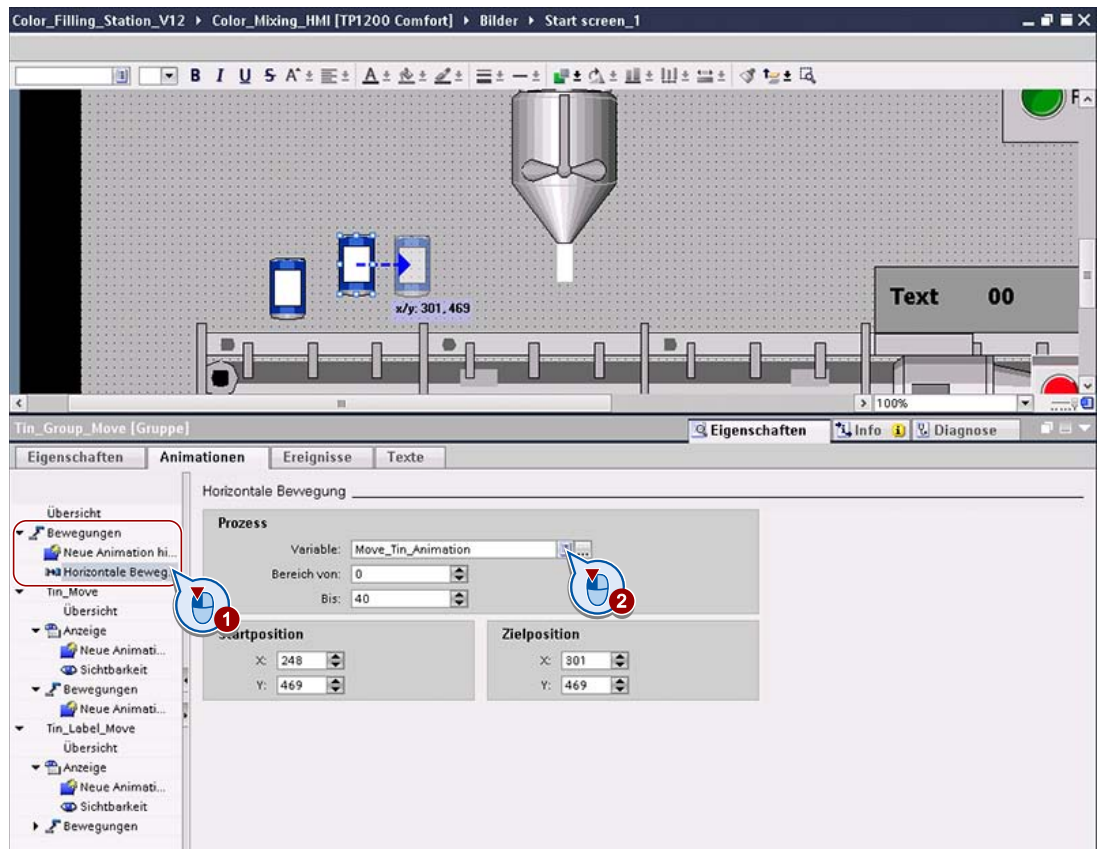 Color_Filling_Station_V12 ▸ Color_Mixing_HMI [TP1200 Comfort] ▸ Bilder ▸ Start screen_1
B I U S A
F
x/y: 301, 469
Text 00
100%
Tin_Group_Move [Gruppe]
Eigenschaften Info Diagnose
Eigenschaften Animationen Ereignisse Texte
Horizontale Bewegung
Übersicht
Bewegungen
Neue Animation hi...
Horizontale Beweg
Tin_Move
Übersicht
Anzeige
Neue Animati...
Sichtbarkeit
Bewegungen
Neue Animati...
Tin_Label_Move
Übersicht
Anzeige
Neue Animati...
Sichtbarkeit
Bewegungen
Prozess
Variable: Move_Tin_Animation ...
Bereich von: 0
Bis: 40
1
2
Startposition
X: 248
Y: 469
Zielposition
X: 301
Y: 469